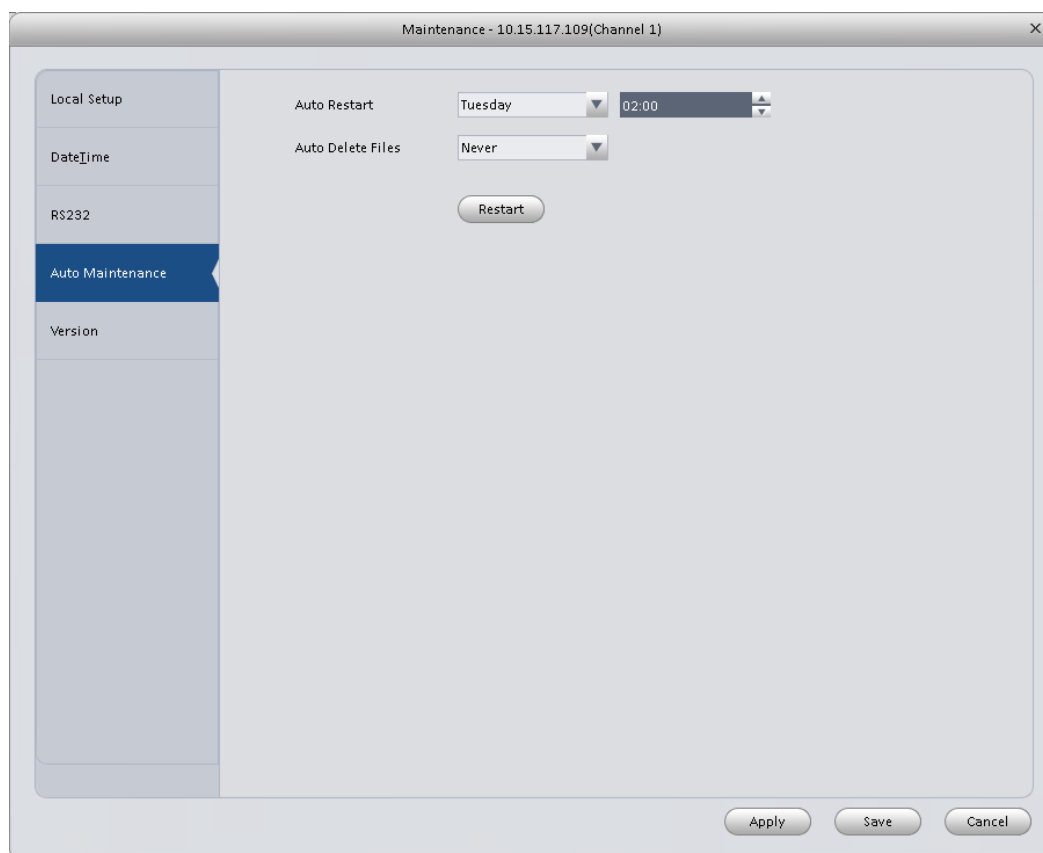 Maintenance - 10.15.117.109(Channel 1)
Local Setup
DateTime
RS232
Auto Maintenance
Version
Auto Restart Tuesday 02:00
Auto Delete Files Never
Restart
Apply Save Cancel